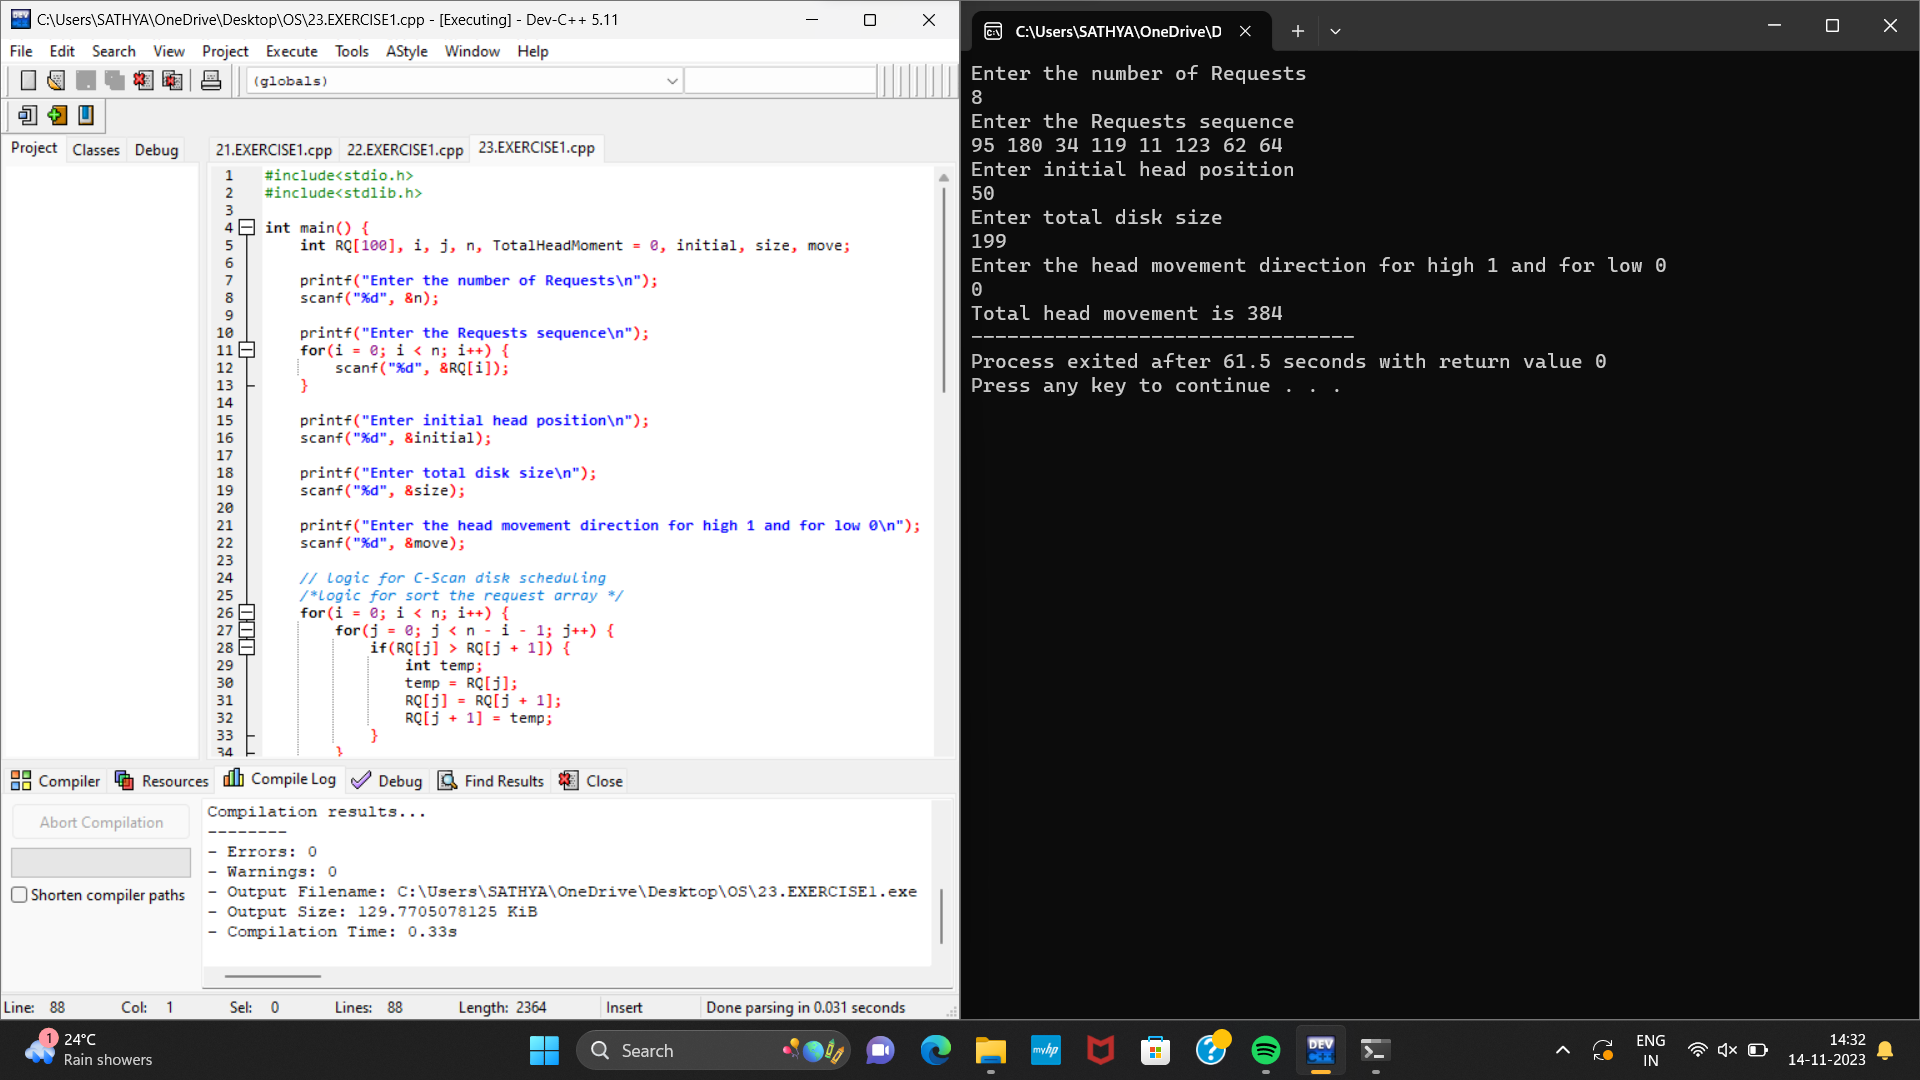 C:\Users\SATHYA\OneDrive\Desktop\OS\23.EXERCISE1.cpp - [Executing] - Dev-C++ 5.11
File Edit Search View Project Execute Tools AStyle Window Help
(globals)
Project Classes Debug
21.EXERCISE1.cpp 22.EXERCISE1.cpp 23.EXERCISE1.cpp
1 #include<stdio.h>
2 #include<stdlib.h>
3
4 int main() {
5 int RQ[100], i, j, n, TotalHeadMoment = 0, initial, size, move;
6
7 printf("Enter the number of Requests\n");
8 scanf("%d", &n);
9
10 printf("Enter the Requests sequence\n");
11 for(i = 0; i < n; i++) {
12 scanf("%d", &RQ[i]);
13 }
14
15 printf("Enter initial head position\n");
16 scanf("%d", &initial);
17
18 printf("Enter total disk size\n");
19 scanf("%d", &size);
20
21 printf("Enter the head movement direction for high 1 and for low 0\n");
22 scanf("%d", &move);
23
24 // logic for C-Scan disk scheduling
25 /*logic for sort the request array */
26 for(i = 0; i < n; i++) {
27 for(j = 0; j < n - i - 1; j++) {
28 if(RQ[j] > RQ[j + 1]) {
29 int temp;
30 temp = RQ[j];
31 RQ[j] = RQ[j + 1];
32 RQ[j + 1] = temp;
33 }
34 }
Compiler Resources Compile Log Debug Find Results Close
Abort Compilation
Shorten compiler paths
Compilation results...
--------
- Errors: 0
- Warnings: 0
- Output Filename: C:\Users\SATHYA\OneDrive\Desktop\OS\23.EXERCISE1.exe
- Output Size: 129.7705078125 KiB
- Compilation Time: 0.33s
Line: 88 Col: 1 Sel: 0 Lines: 88 Length: 2364 Insert Done parsing in 0.031 seconds
C:\Users\SATHYA\OneDrive\D
Enter the number of Requests
8
Enter the Requests sequence
95 180 34 119 11 123 62 64
Enter initial head position
50
Enter total disk size
199
Enter the head movement direction for high 1 and for low 0
0
Total head movement is 384
--------------------------------
Process exited after 61.5 seconds with return value 0
Press any key to continue . . .
1
24°C
Rain showers
Search
myhp
DEV
C++
ENG
IN
14:32
14-11-2023